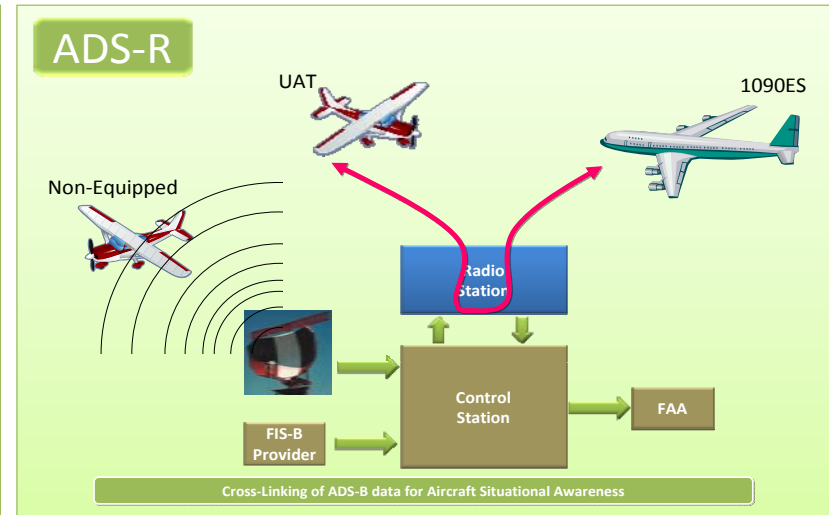 ADS-R
UAT
1090ES
Non-Equipped
Radio
Station
Control
Station
FAA
FIS-B
Provider
Cross-Linking of ADS-B data for Aircraft Situational Awareness